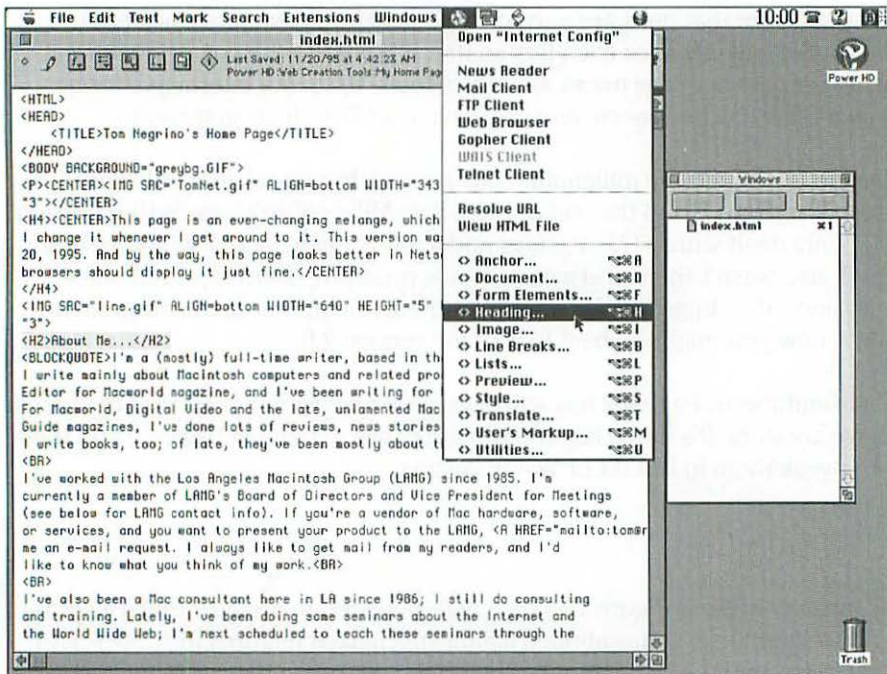 File Edit Text Mark Search Extensions Windows 10:00
index.html
Last Saved: 11/20/95 at 4:42:23 AM
Power HD:Web Creation Tools:My Home Pag
<HTML>
<HEAD>
<TITLE>Tom Negrino's Home Page</TITLE>
</HEAD>
<BODY BACKGROUND="greybg.GIF">
<P><CENTER><IMG SRC="TomNet.gif" ALIGN=bottom WIDTH="343
"3"></CENTER>
<H4><CENTER>This page is an ever-changing melange, which
I change it whenever I get around to it. This version was
20, 1995. And by the way, this page looks better in Nets
browsers should display it just fine.</CENTER>
</H4>
<IMG SRC="line.gif" ALIGN=bottom WIDTH="640" HEIGHT="5"
"3">
<H2>About Me...</H2>
<BLOCKQUOTE>I'm a (mostly) full-time writer, based in th
I write mainly about Macintosh computers and related pro
Editor for Macworld magazine, and I've been writing for
For Macworld, Digital Video and the late, unlamented Mac
Guide magazines, I've done lots of reviews, news stories
I write books, too; of late, they've been mostly about
<BR>
I've worked with the Los Angeles Macintosh Group (LAMG) since 1985. I'm
currently a member of LAMG's Board of Directors and Vice President for Meetings
(see below for LAMG contact info). If you're a vendor of Mac hardware, software,
or services, and you want to present your product to the LAMG, <A HREF="mailto:tom@r
me an e-mail request. I always like to get mail from my readers, and I'd
like to know what you think of my work.<BR>
<BR>
I've also been a Mac consultant here in LA since 1986; I still do consulting
and training. Lately, I've been doing some seminars about the Internet and
the World Wide Web; I'm next scheduled to teach these seminars through the
Open "Internet Config"
News Reader
Mail Client
FTP Client
Web Browser
Gopher Client
WAIS Client
Telnet Client
Resolve URL
View HTML File
<> Anchor... ⌥⌘A
<> Document... ⌥⌘D
<> Form Elements... ⌥⌘F
<> Heading... ⌥⌘H
<> Image... ⌥⌘I
<> Line Breaks... ⌥⌘B
<> Lists... ⌥⌘L
<> Preview... ⌥⌘P
<> Style... ⌥⌘S
<> Translate... ⌥⌘T
<> User's Markup... ⌥⌘M
<> Utilities... ⌥⌘U
Power HD
Windows
index.html ⌘1
Trash